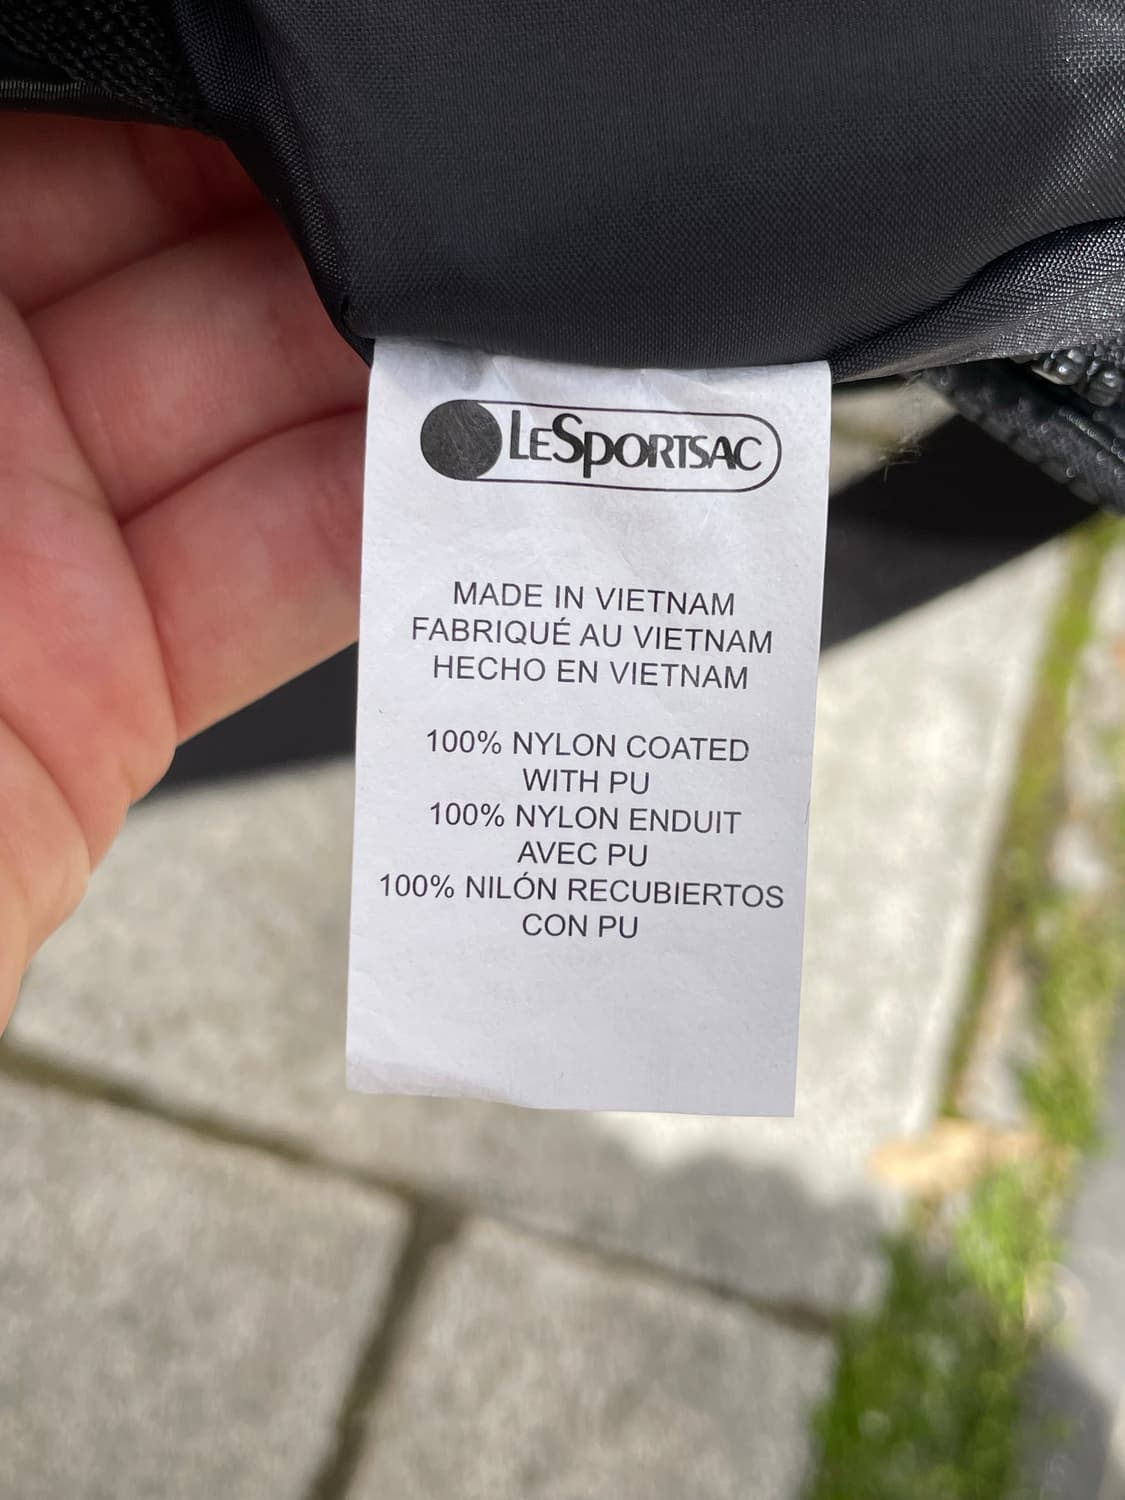 LESPORTSAC
MADE IN VIETNAM
FABRIQUÉ AU VIETNAM
HECHO EN VIETNAM
100% NYLON COATED
WITH PU
100% NYLON ENDUIT
AVEC PU
100% NILÓN RECUBIERTOS
CON PU